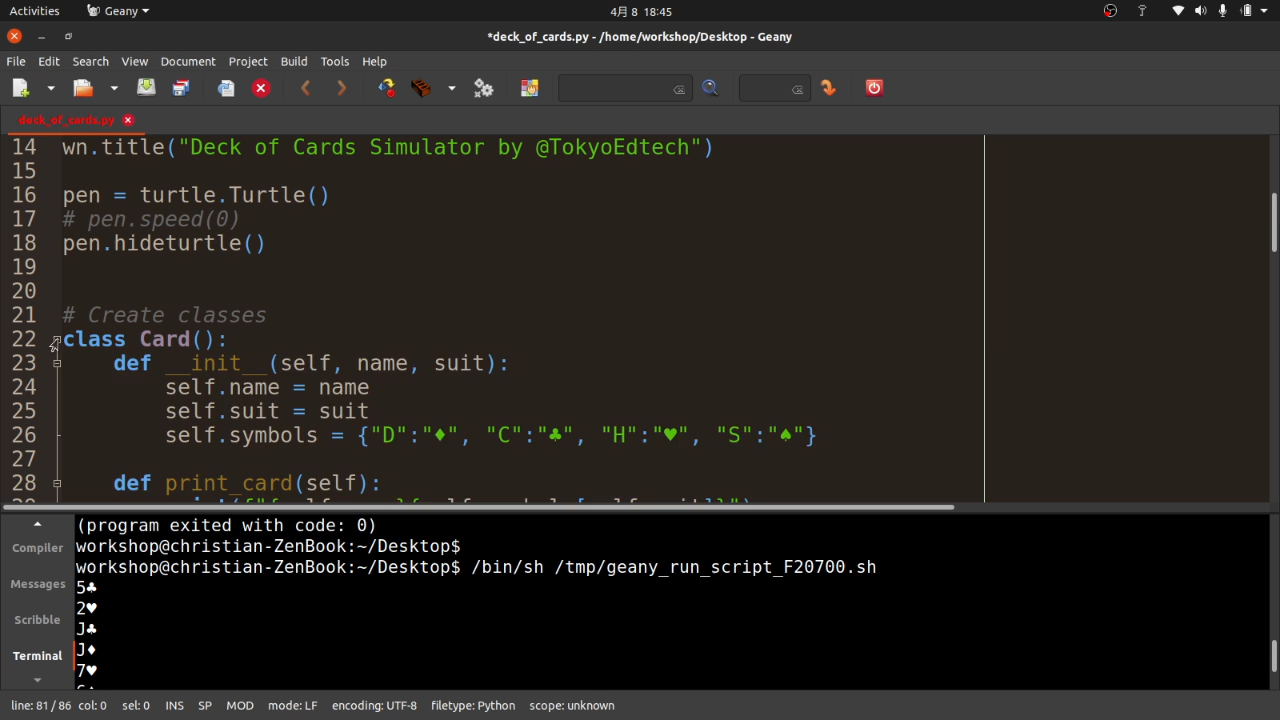 Activities Geany 4月 8 18:45
*deck_of_cards.py - /home/workshop/Desktop - Geany
File Edit Search View Document Project Build Tools Help
deck_of_cards.py
14 wn.title("Deck of Cards Simulator by @TokyoEdtech")
15
16 pen = turtle.Turtle()
17 # pen.speed(0)
18 pen.hideturtle()
19
20
21 # Create classes
22 class Card():
23 def __init__(self, name, suit):
24 self.name = name
25 self.suit = suit
26 self.symbols = {"D":"♦", "C":"♣", "H":"♥", "S":"♠"}
27
28 def print_card(self):
(program exited with code: 0)
Compiler
workshop@christian-ZenBook:~/Desktop$
workshop@christian-ZenBook:~/Desktop$ /bin/sh /tmp/geany_run_script_F20700.sh
Messages
5♣
2♥
Scribble
J♣
Terminal
J♦
7♥
line: 81 / 86 col: 0 sel: 0 INS SP MOD mode: LF encoding: UTF-8 filetype: Python scope: unknown